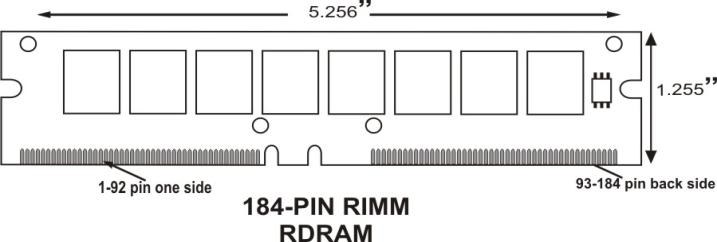 5.256”
1.255”
1-92 pin one side
93-184 pin back side
184-PIN RIMM
RDRAM